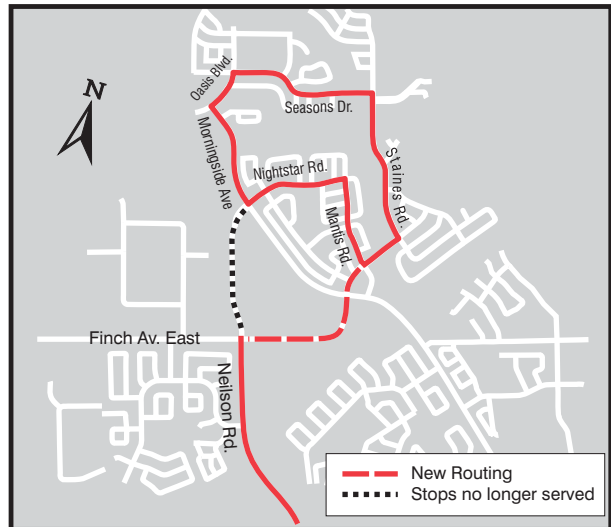 N
Oasis Blvd.
Seasons Dr.
Morningside Ave
Nightstar Rd.
Staines Rd.
Mantis Rd.
Finch Av. East
Neilson Rd.
New Routing
Stops no longer served